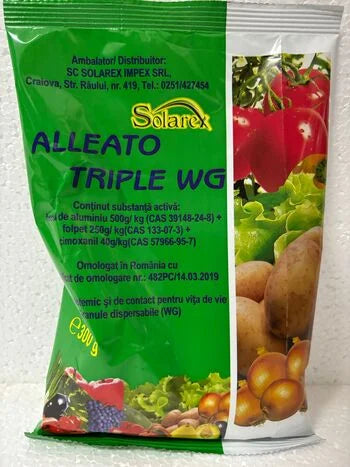 Ambalator/ Distribuitor:
SC SOLAREX IMPEX SRL,
Craiova, Str. Râului, nr. 419, Tel.: 0251/427454
Solarex
ALLEATO
TRIPLE WG
Conținut substanță activă:
de aluminiu 500g/ kg (CAS 39148-24-8) +
folpet 250g/ kg(CAS 133-07-3) +
cimoxanil 40g/kg(CAS 57966-95-7)
Omologat în România cu
de omologare nr.: 482PC/14.03.2019
și de contact pentru vița de vie
dispersabile (WG)
℮300 g